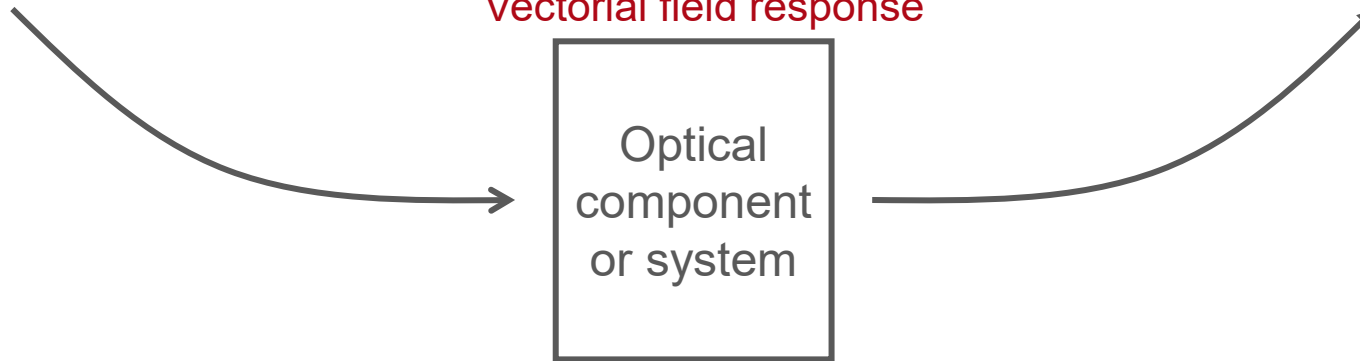 vectorial field response
Optical
component
or system